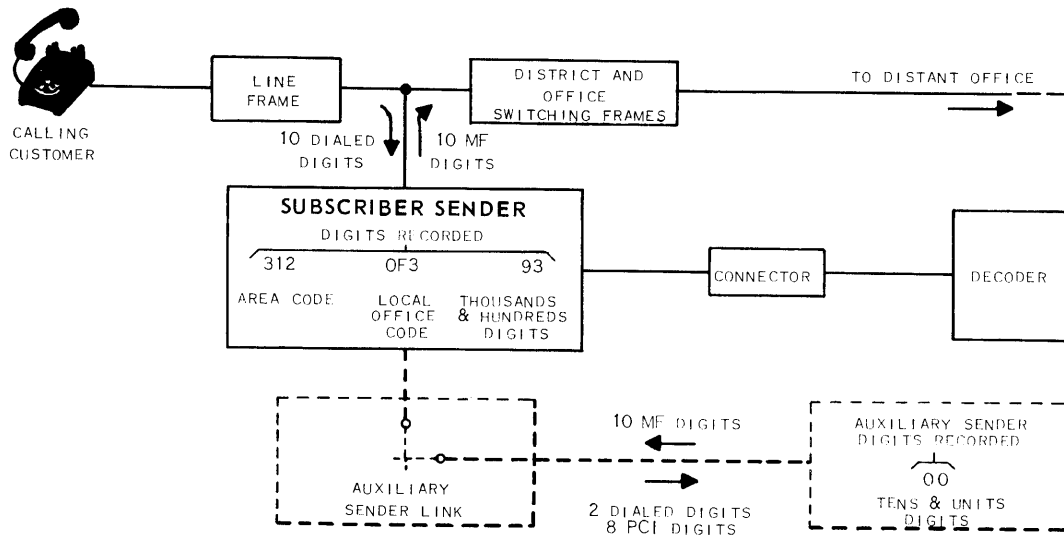 CALLING
CUSTOMER
LINE
FRAME
DISTRICT AND
OFFICE
SWITCHING FRAMES
TO DISTANT OFFICE
10 DIALED
DIGITS
10 MF
DIGITS
SUBSCRIBER SENDER
DIGITS RECORDED
312 OF3 93
AREA CODE
LOCAL
OFFICE
CODE
THOUSANDS
& HUNDREDS
DIGITS
CONNECTOR
DECODER
AUXILIARY
SENDER LINK
10 MF DIGITS
2 DIALED DIGITS
8 PCI DIGITS
AUXILIARY SENDER
DIGITS RECORDED
00
TENS & UNITS
DIGITS